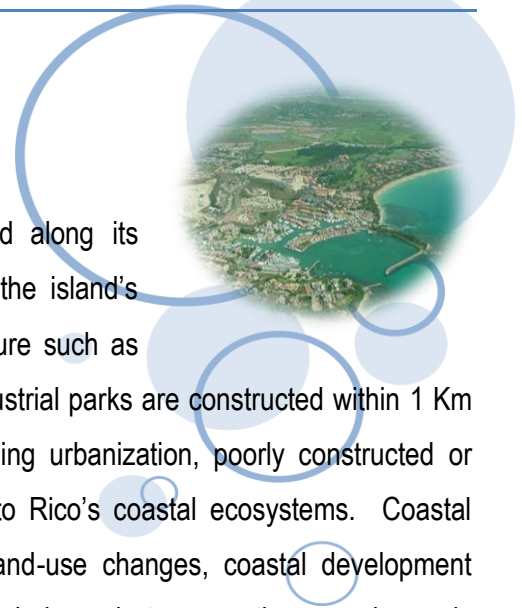 d along its
the island's
ure such as
ustrial parks are constructed within 1 Km
ing urbanization, poorly constructed or
to Rico's coastal ecosystems. Coastal
and-use changes, coastal development